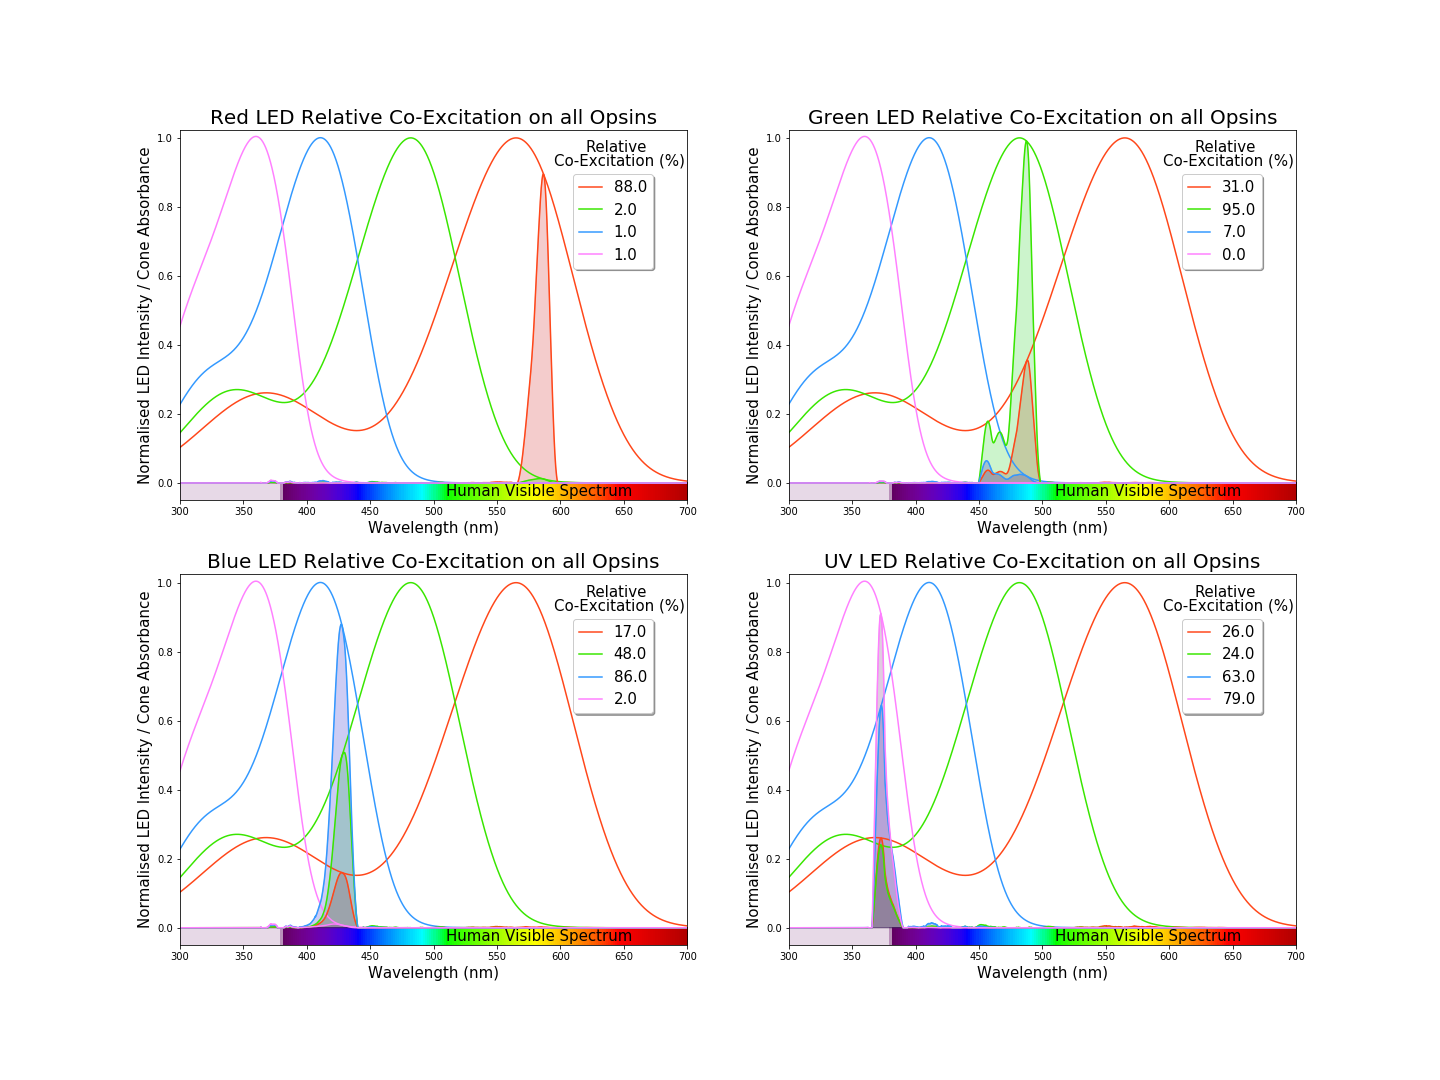 Red LED Relative Co-Excitation on all Opsins
Normalised LED Intensity / Cone Absorbance
1.0
0.8
0.6
0.4
0.2
0.0
Relative
Co-Excitation (%)
88.0
2.0
1.0
1.0
Human Visible Spectrum
300 350 400 450 500 550 600 650 700
Wavelength (nm)
Green LED Relative Co-Excitation on all Opsins
Normalised LED Intensity / Cone Absorbance
1.0
0.8
0.6
0.4
0.2
0.0
Relative
Co-Excitation (%)
31.0
95.0
7.0
0.0
Human Visible Spectrum
300 350 400 450 500 550 600 650 700
Wavelength (nm)
Blue LED Relative Co-Excitation on all Opsins
Normalised LED Intensity / Cone Absorbance
1.0
0.8
0.6
0.4
0.2
0.0
Relative
Co-Excitation (%)
17.0
48.0
86.0
2.0
Human Visible Spectrum
300 350 400 450 500 550 600 650 700
Wavelength (nm)
UV LED Relative Co-Excitation on all Opsins
Normalised LED Intensity / Cone Absorbance
1.0
0.8
0.6
0.4
0.2
0.0
Relative
Co-Excitation (%)
26.0
24.0
63.0
79.0
Human Visible Spectrum
300 350 400 450 500 550 600 650 700
Wavelength (nm)